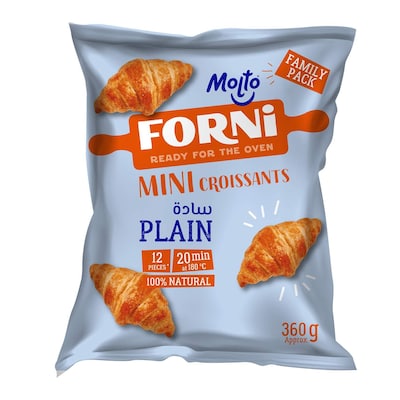 Molto
FAMILY
PACK
FORNi
READY FOR THE OVEN
MINI CROISSANTS
سادة
PLAIN
12
PIECES
20 min
at 180 °C
100% NATURAL
360g
Approx.